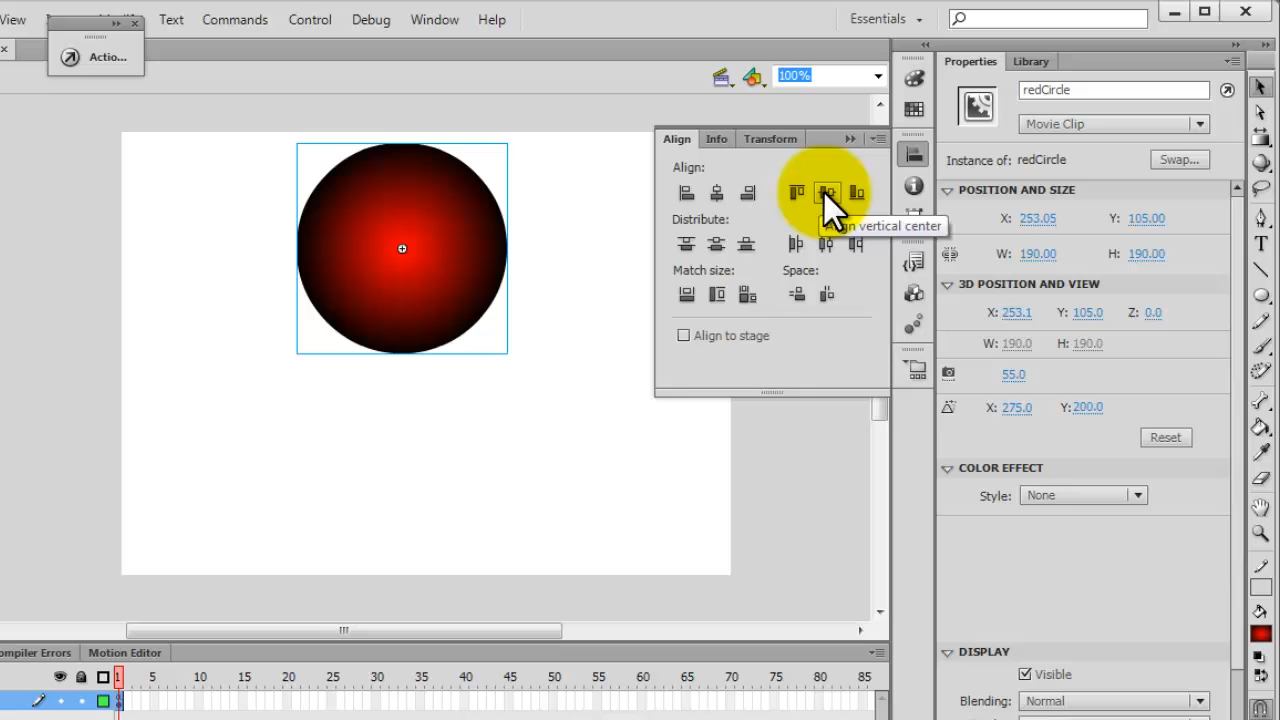 View
Text
Commands
Control
Debug
Window
Help
Essentials
Actio...
100%
Properties
Library
redCircle
Movie Clip
Instance of: redCircle
Swap...
POSITION AND SIZE
X: 253.05
Y: 105.00
W: 190.00
H: 190.00
3D POSITION AND VIEW
X: 253.1
Y: 105.0
Z: 0.0
W: 190.0
H: 190.0
55.0
X: 275.0
Y: 200.0
Reset
COLOR EFFECT
Style: None
DISPLAY
Visible
Blending: Normal
Align
Info
Transform
Align:
Distribute:
Match size:
Space:
Align to stage
vertical center
ompiler Errors
Motion Editor
1 5 10 15 20 25 30 35 40 45 50 55 60 65 70 75 80 85